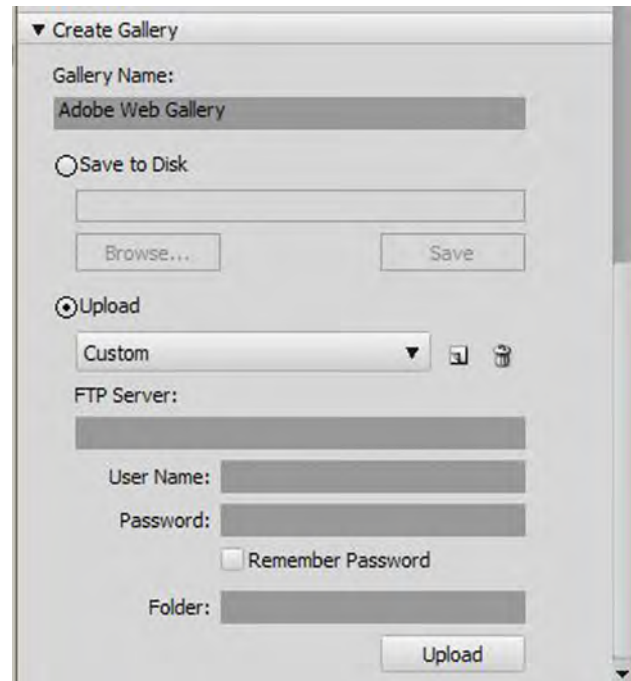 Create Gallery
Gallery Name:
Adobe Web Gallery
Save to Disk
Browse... Save
Upload
Custom
FTP Server:
User Name:
Password:
Remember Password
Folder:
Upload